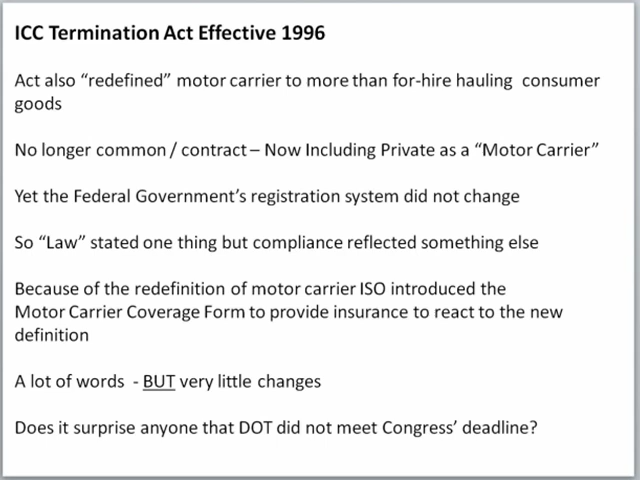 ICC Termination Act Effective 1996
Act also “redefined” motor carrier to more than for-hire hauling  consumer
goods
No longer common / contract – Now Including Private as a “Motor Carrier”
Yet the Federal Government’s registration system did not change
So “Law” stated one thing but compliance reflected something else
Because of the redefinition of motor carrier ISO introduced the
Motor Carrier Coverage Form to provide insurance to react to the new
definition
A lot of words  - BUT very little changes
Does it surprise anyone that DOT did not meet Congress’ deadline?